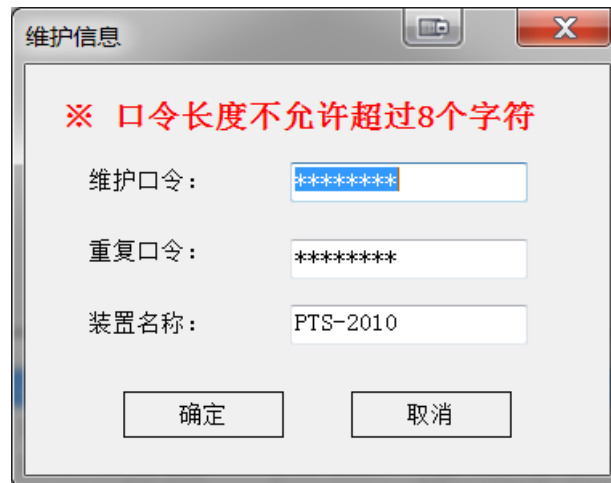 维护信息
※ 口令长度不允许超过8个字符
维护口令： ********
重复口令： ********
装置名称： PTS-2010
确定 取消